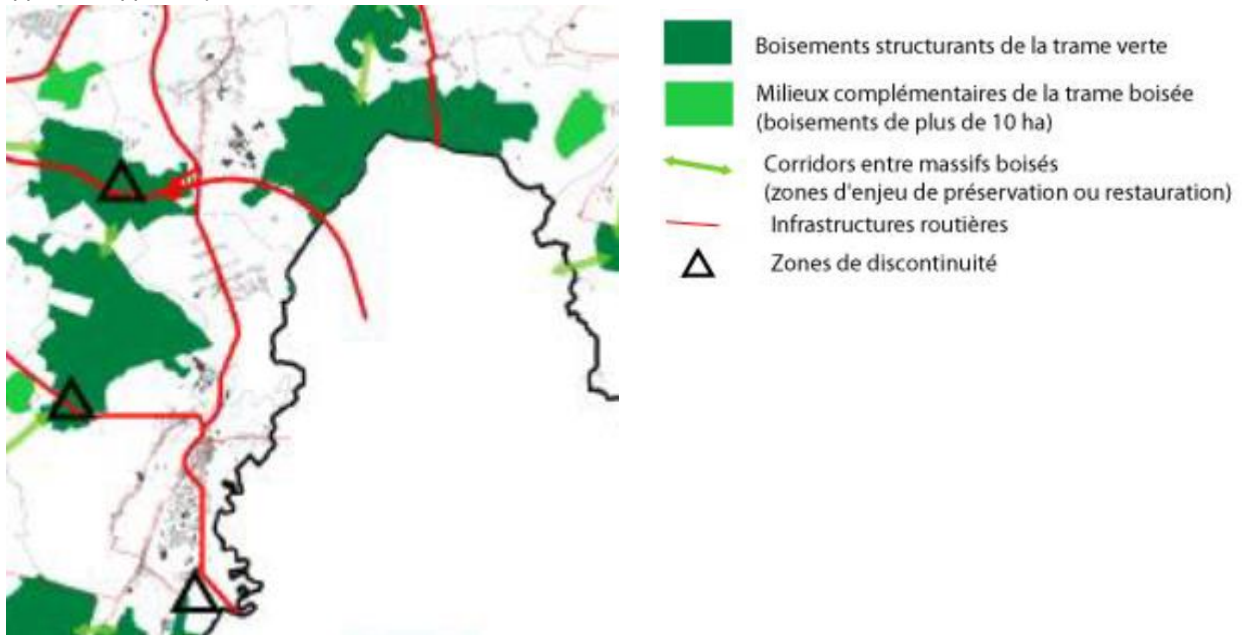 Boisements structurants de la trame verte
Milieux complémentaires de la trame boisée
(boisements de plus de 10 ha)
Corridors entre massifs boisés
(zones d'enjeu de préservation ou restauration)
Infrastructures routières
Zones de discontinuité